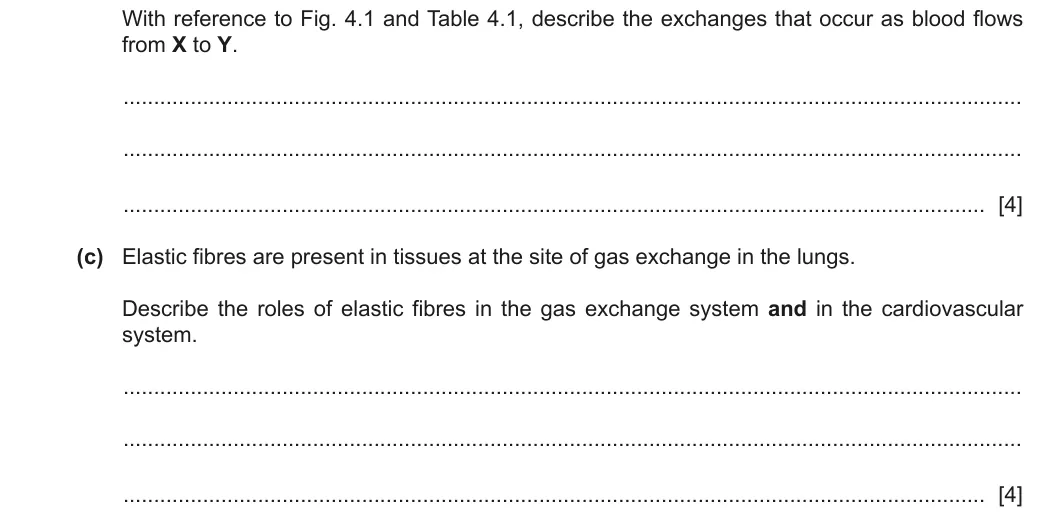 With reference to Fig. 4.1 and Table 4.1, describe the exchanges that occur as blood flows
from X to Y.
..........................................................................................................................................................
..........................................................................................................................................................
.................................................................................................................................................... [4]
(c) Elastic fibres are present in tissues at the site of gas exchange in the lungs.
Describe the roles of elastic fibres in the gas exchange system and in the cardiovascular
system.
..........................................................................................................................................................
..........................................................................................................................................................
.................................................................................................................................................... [4]